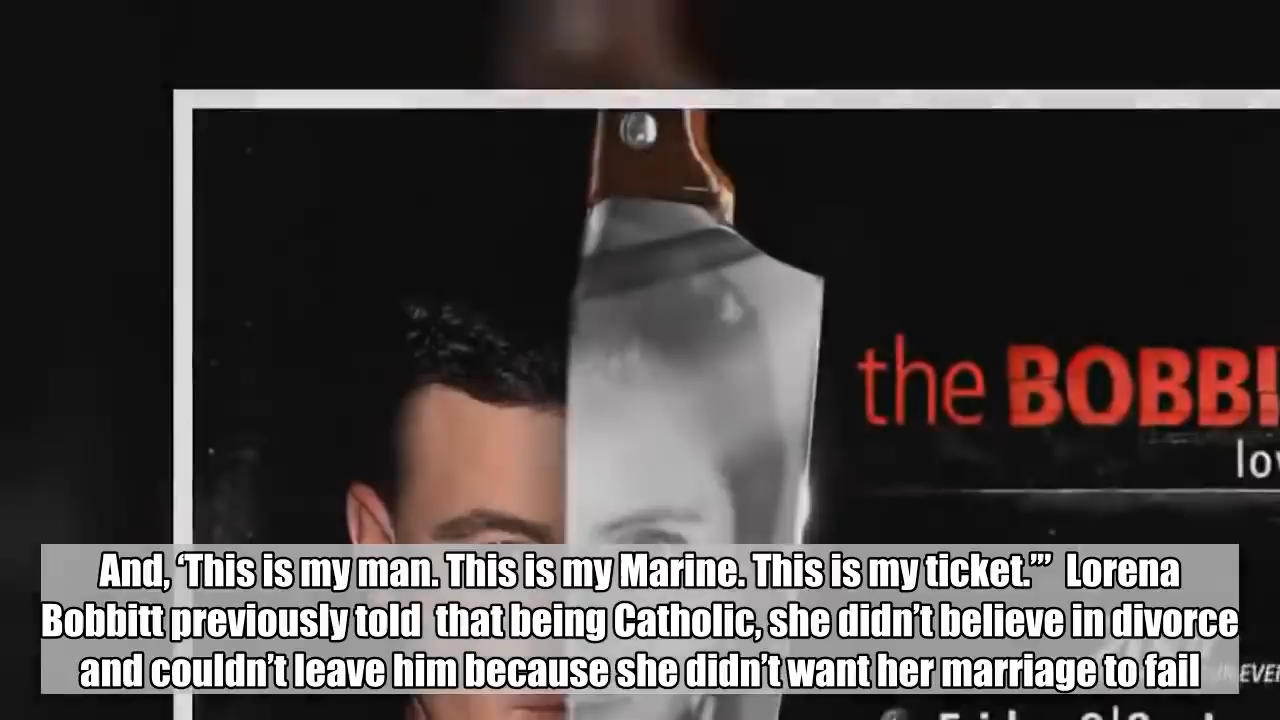 the BOBBI
lo
And, ‘This is my man. This is my Marine. This is my ticket.’” Lorena
Bobbitt previously told that being Catholic, she didn’t believe in divorce
and couldn’t leave him because she didn’t want her marriage to fail